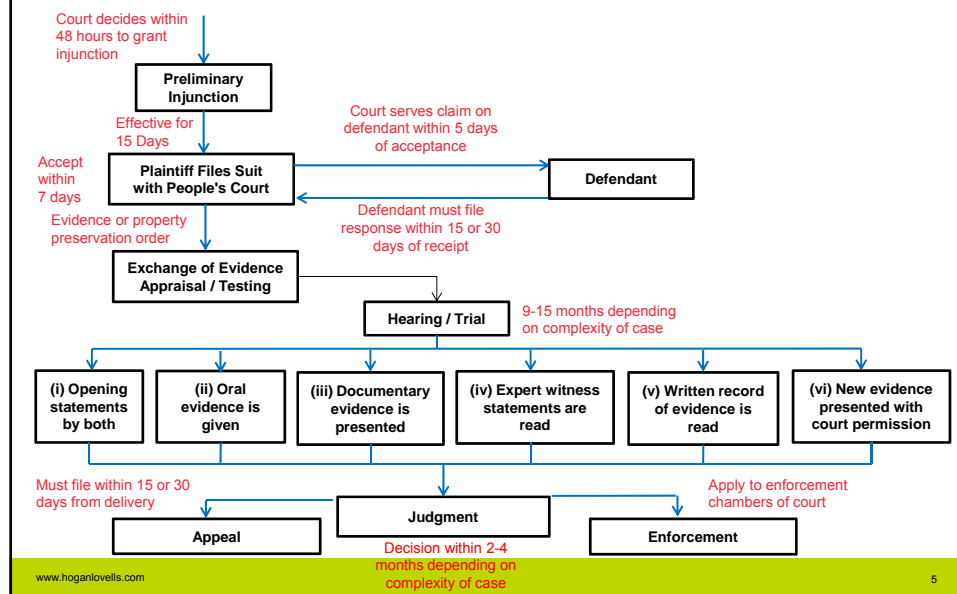 Court decides within
48 hours to grant
injunction
Preliminary
Injunction
Effective for
15 Days
Court serves claim on
defendant within 5 days
of acceptance
Accept
within
7 days
Plaintiff Files Suit
with People's Court
Defendant
Evidence or property
preservation order
Defendant must file
response within 15 or 30
days of receipt
Exchange of Evidence
Appraisal / Testing
Hearing / Trial
9-15 months depending
on complexity of case
(i) Opening
statements
by both
(ii) Oral
evidence is
given
(iii) Documentary
evidence is
presented
(iv) Expert witness
statements are
read
(v) Written record
of evidence is
read
(vi) New evidence
presented with
court permission
Must file within 15 or 30
days from delivery
Apply to enforcement
chambers of court
Appeal
Judgment
Enforcement
Decision within 2-4
months depending on
complexity of case
www.hoganlovells.com
5